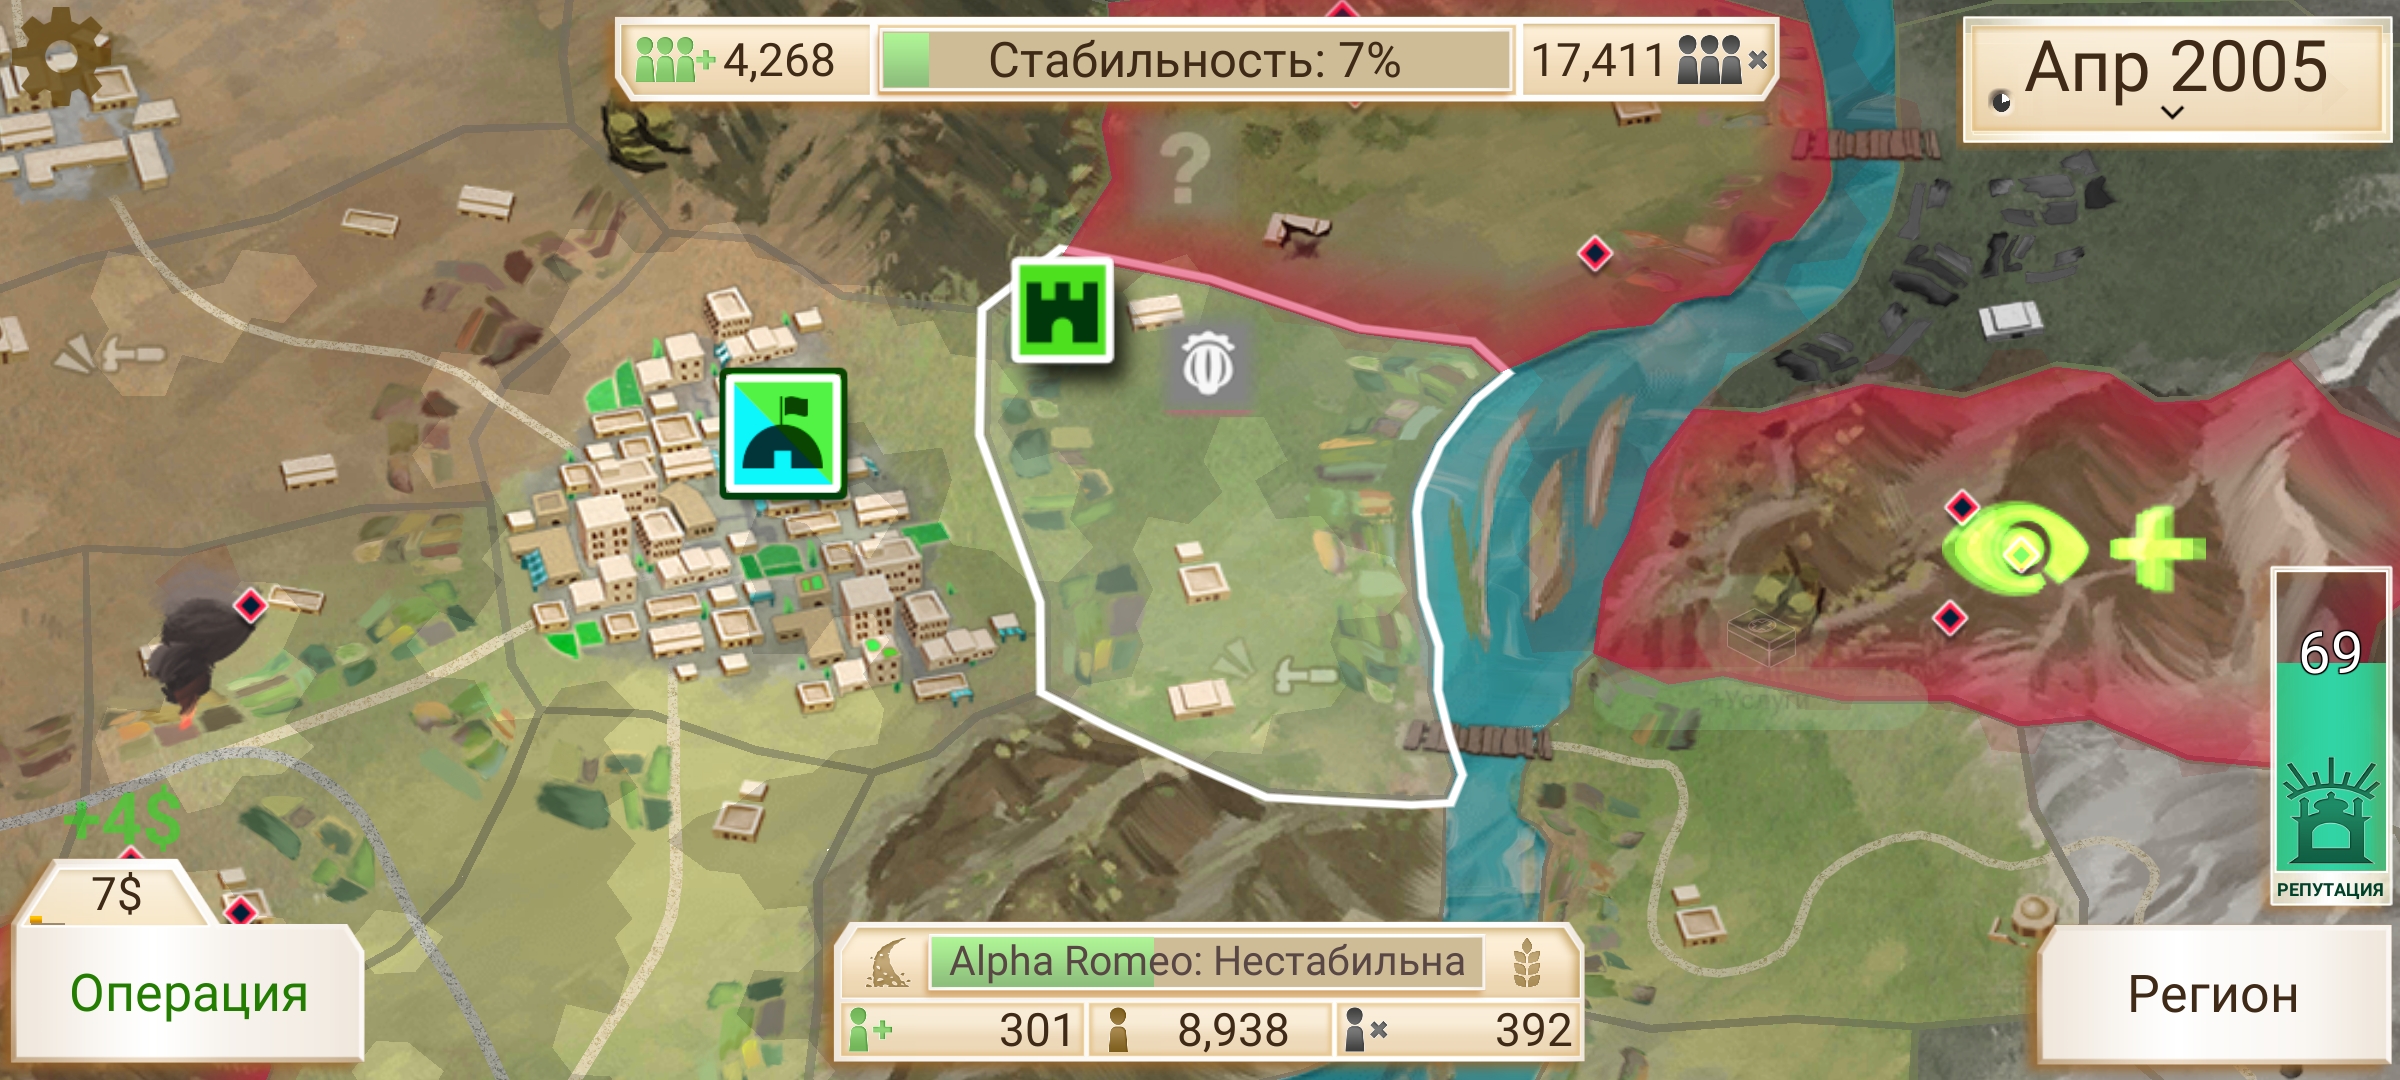 4,268
Стабильность: 7%
17,411
Апр 2005
?
69
РЕПУТАЦИЯ
+Услуги
+4$
7$
Операция
Alpha Romeo: Нестабильна
301
8,938
392
Регион